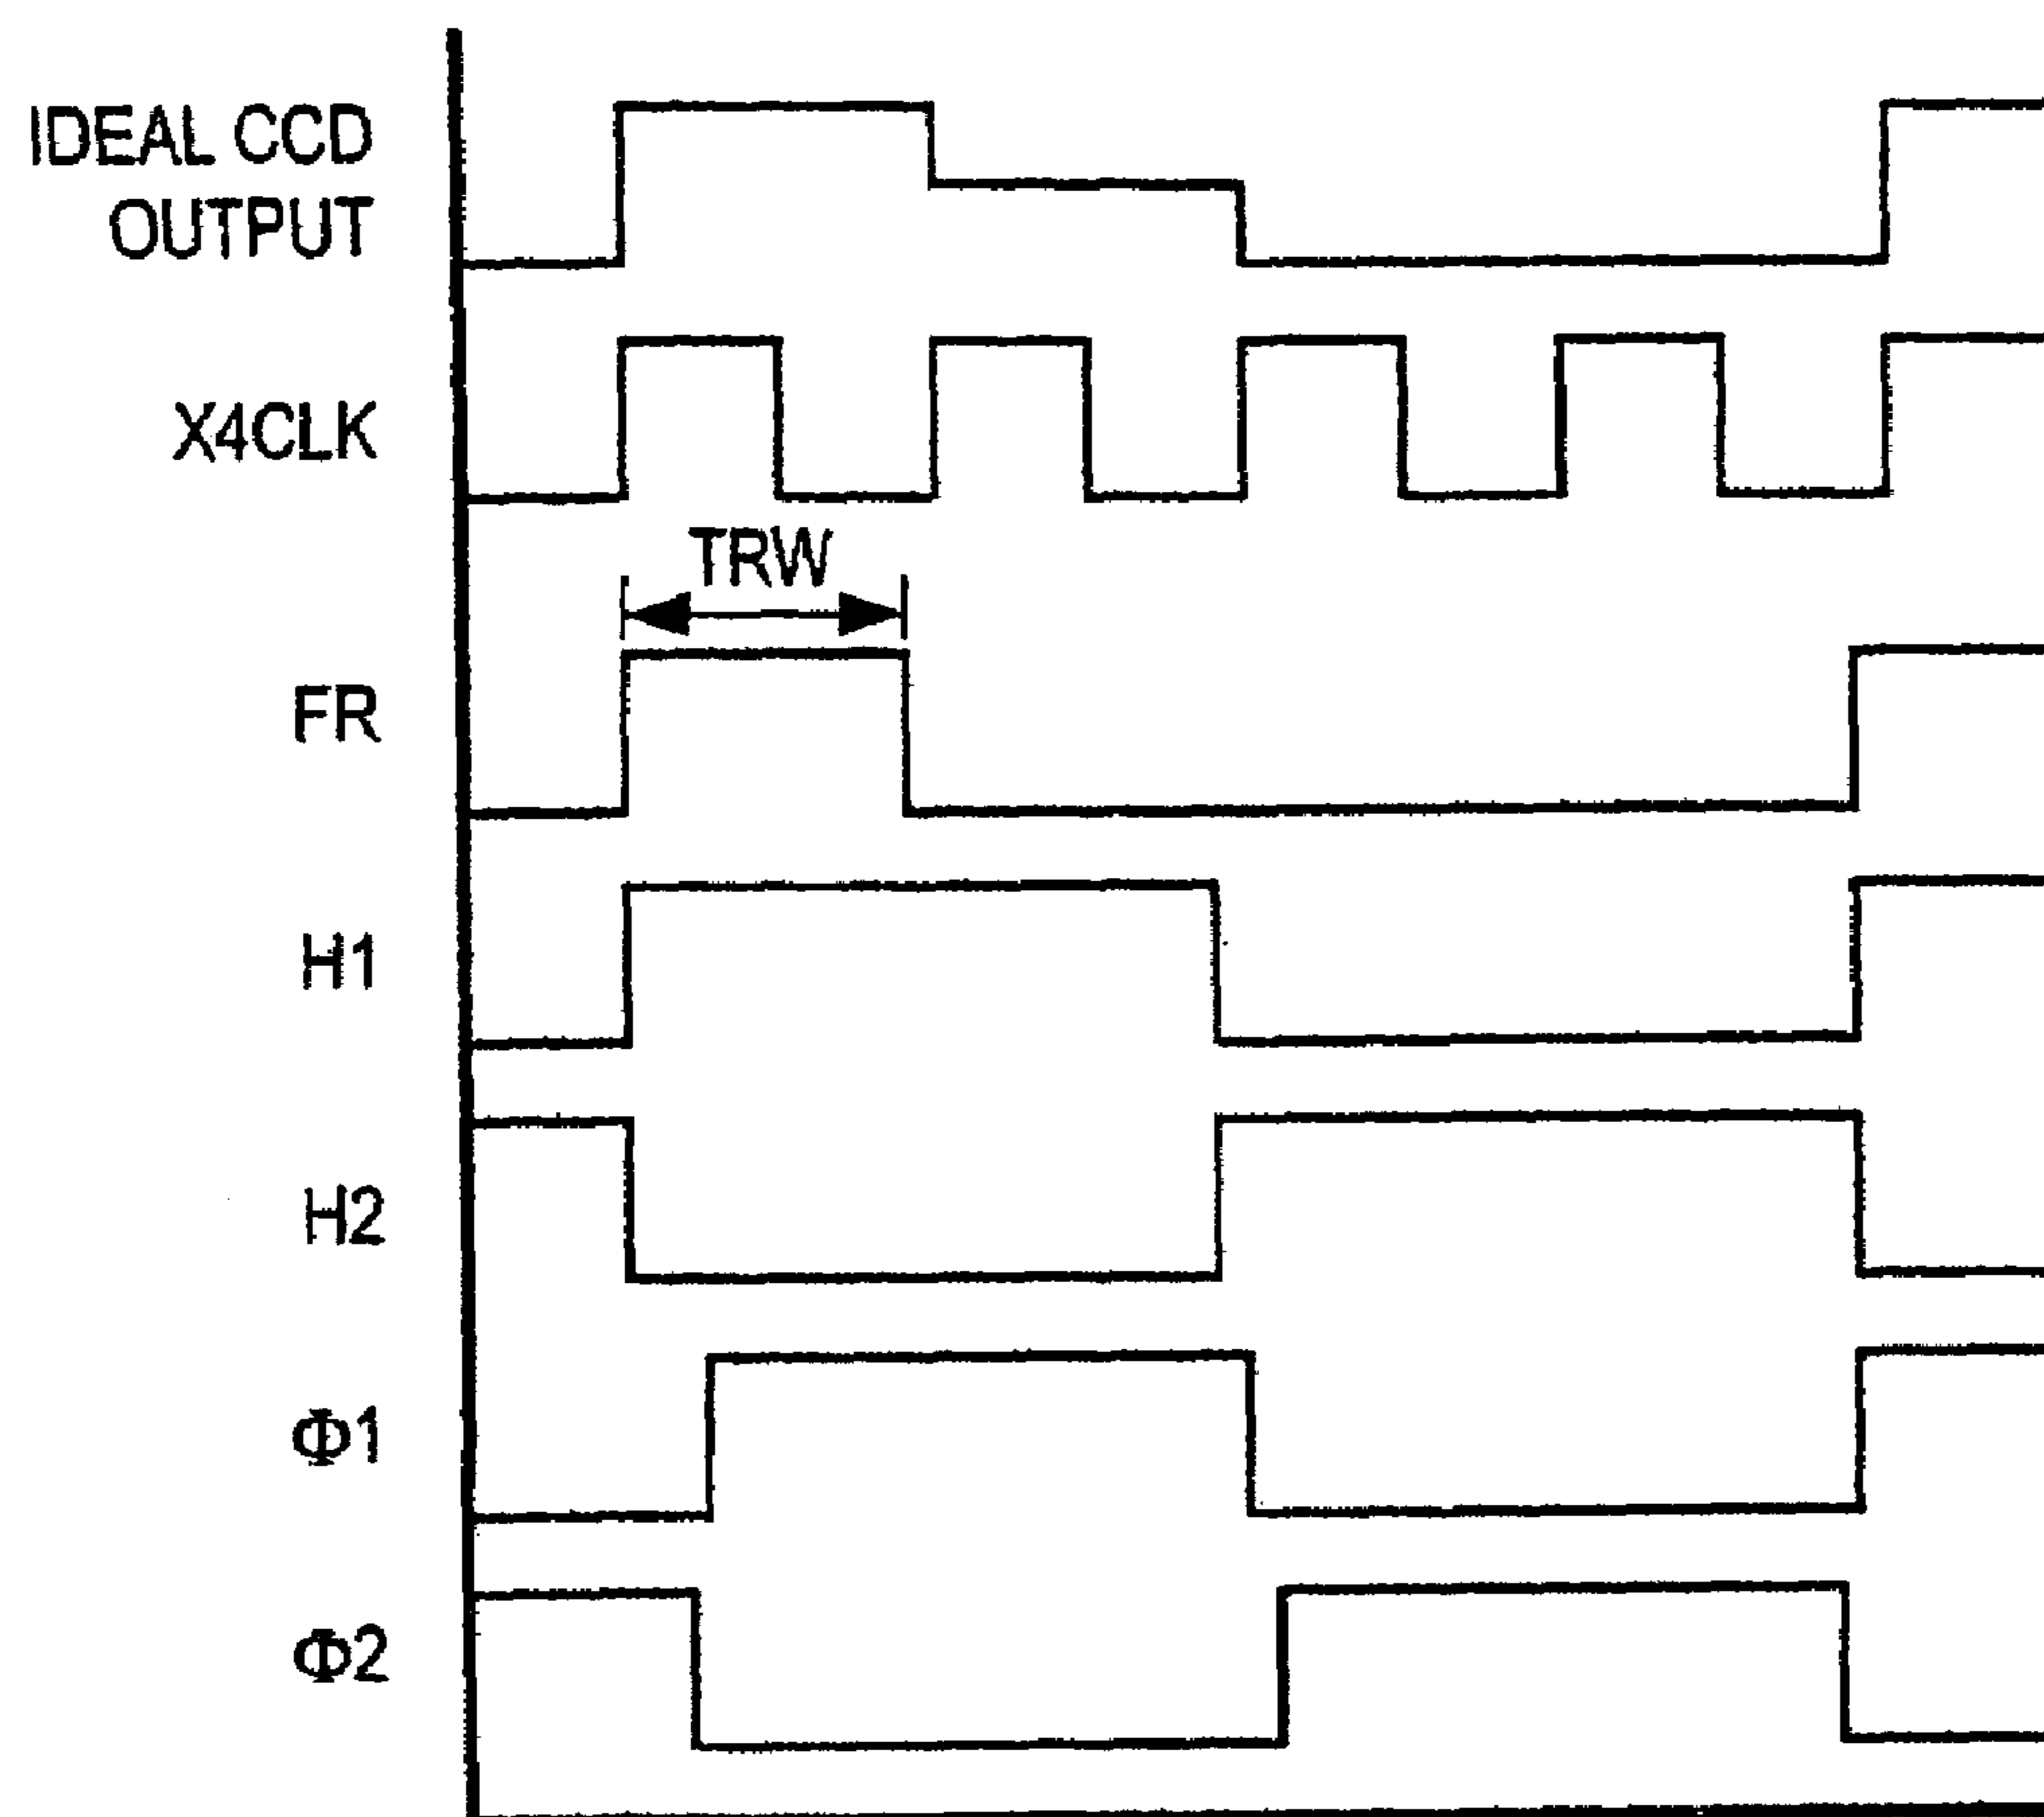 IDEAL CCD
OUTPUT
X4CLK
TRW
FR
H1
H2
Φ1
Φ2